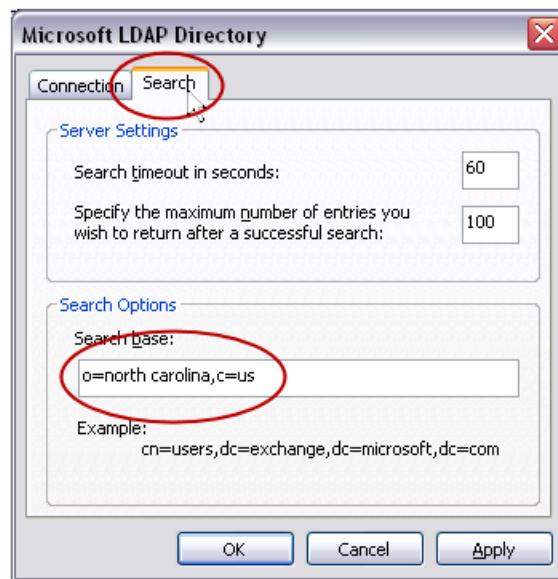 Microsoft LDAP Directory
Connection
Search
Server Settings
Search timeout in seconds:
60
Specify the maximum number of entries you
wish to return after a successful search:
100
Search Options
Search base:
o=north carolina,c=us
Example:
cn=users,dc=exchange,dc=microsoft,dc=com
OK
Cancel
Apply